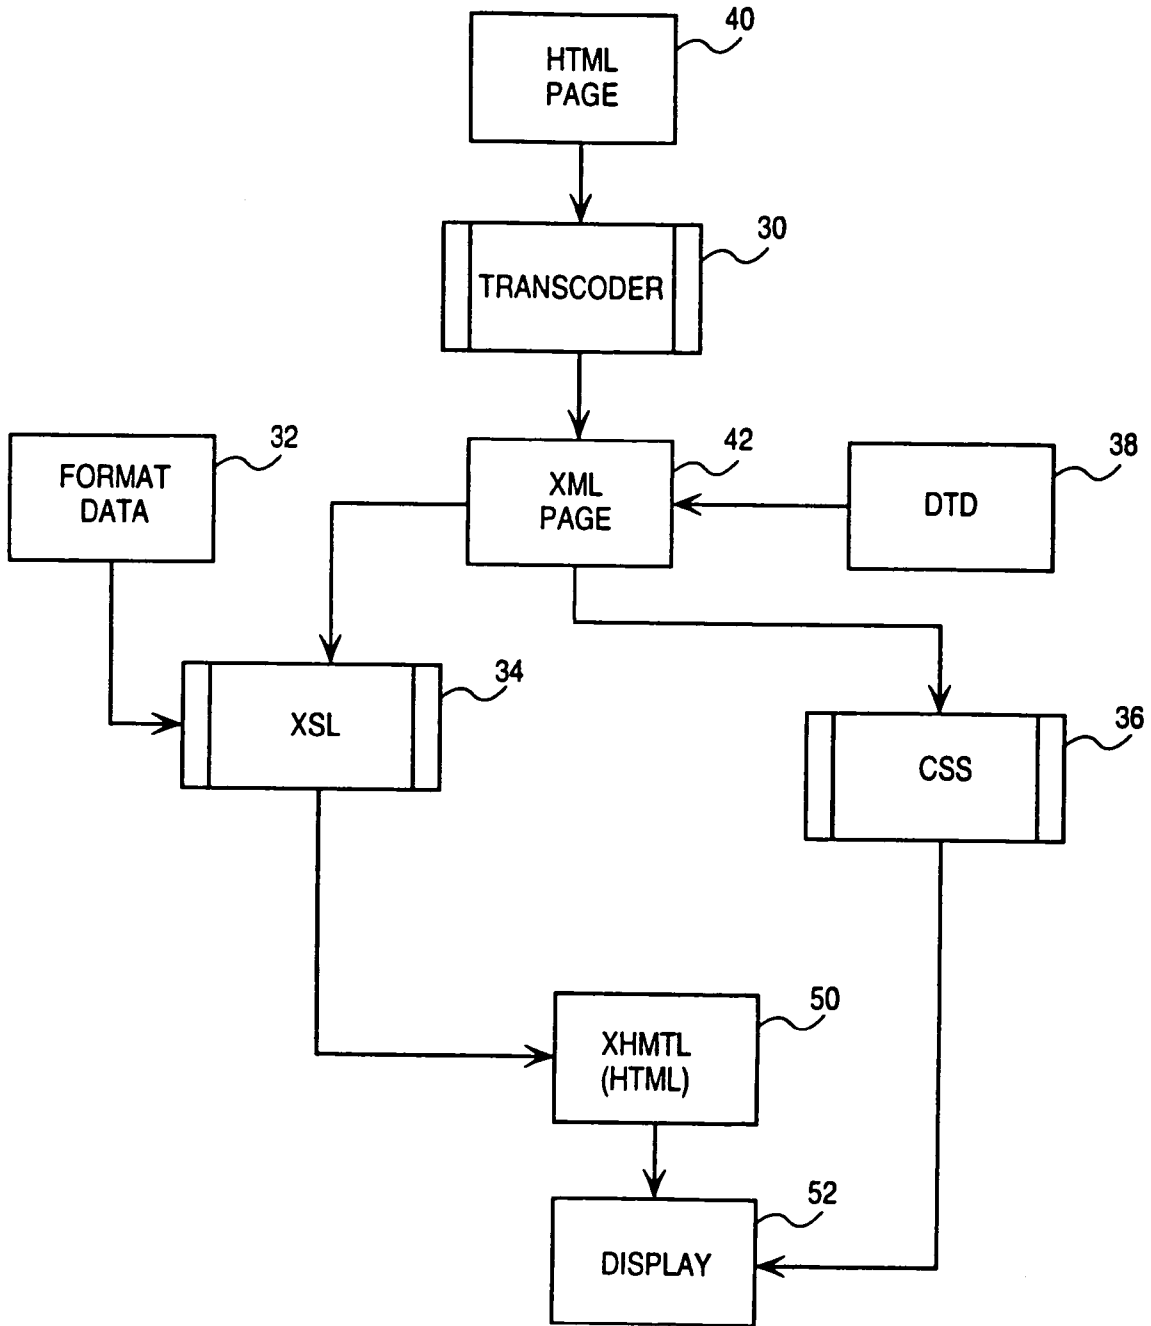 40
HTML
PAGE
30
TRANSCODER
32
FORMAT
DATA
42
XML
PAGE
38
DTD
34
XSL
36
CSS
50
XHMTL
(HTML)
52
DISPLAY